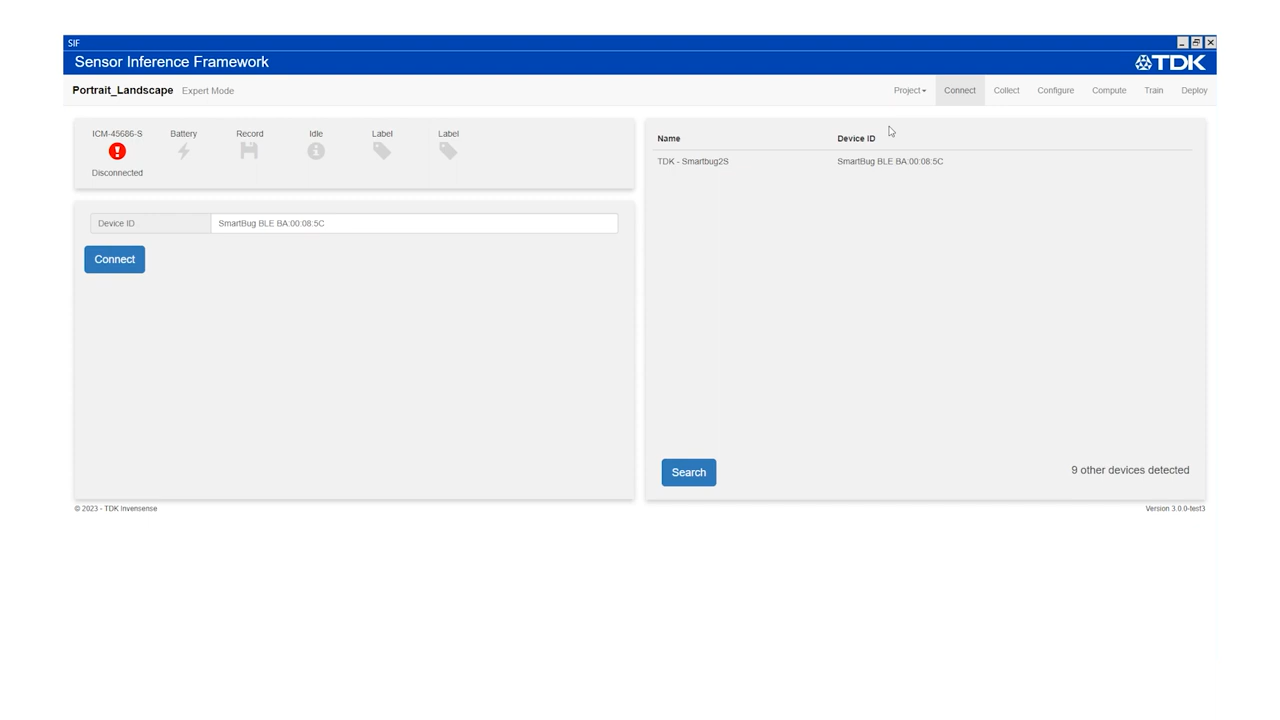 SIF
Sensor Inference Framework
TDK
Portrait_Landscape Expert Mode
Project Connect Collect Configure Compute Train Deploy
ICM-45686-S Battery Record Idle Label Label
Disconnected
Device ID SmartBug BLE BA:00:08:5C
Connect
Name Device ID
TDK - Smartbug2S SmartBug BLE BA:00:08:5C
Search 9 other devices detected
© 2023 - TDK Invensense Version 3.0.0-test3